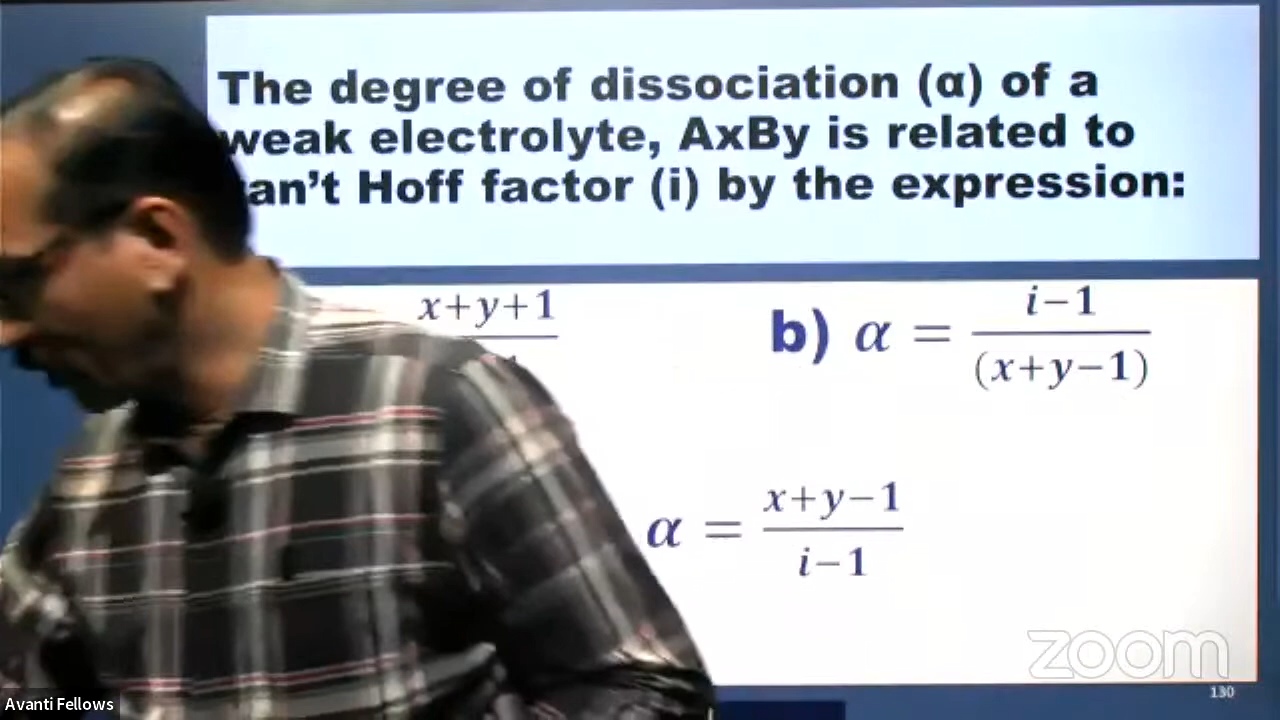 The degree of dissociation (α) of a
weak electrolyte, AxBy is related to
van't Hoff factor (i) by the expression:
x+y+1
b) α = i−1 / (x+y−1)
α = x+y−1 / i−1
zoom
130
Avanti Fellows